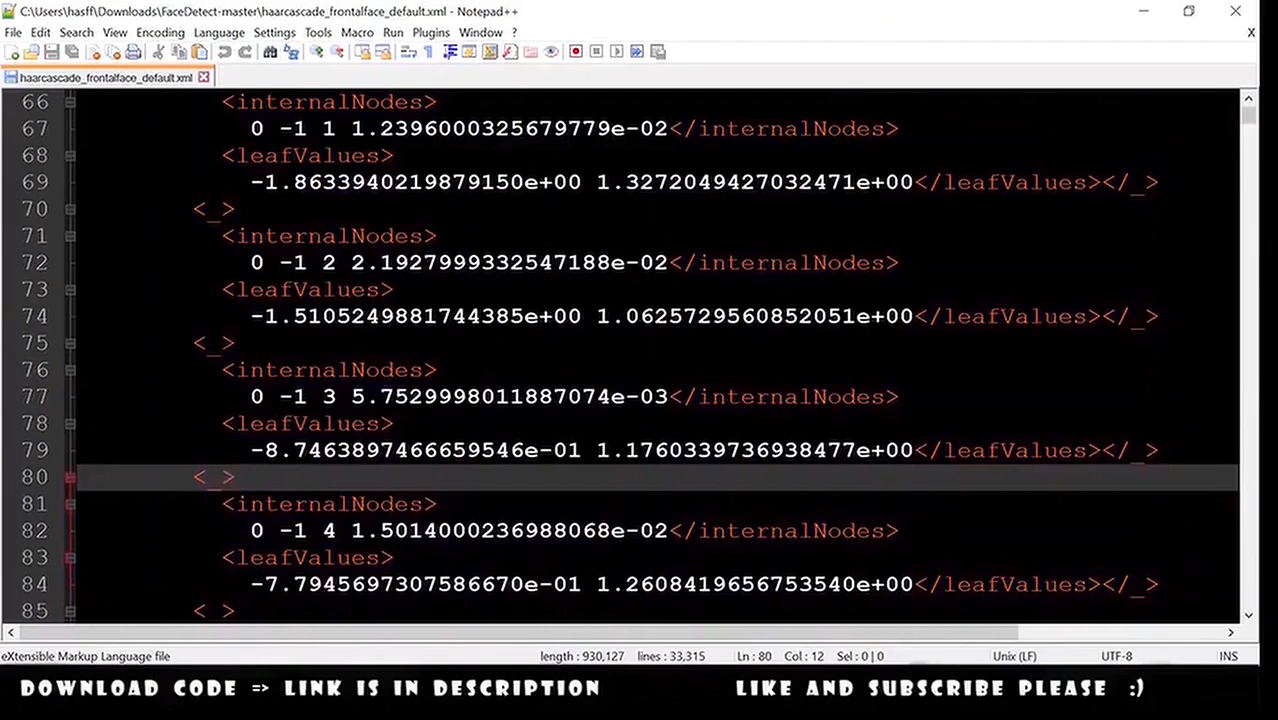 C:\Users\hasff\Downloads\FaceDetect-master\haarcascade_frontalface_default.xml - Notepad++
File Edit Search View Encoding Language Settings Tools Macro Run Plugins Window ? X
haarcascade_frontalface_default.xml
66 <internalNodes>
67 0 -1 1 1.2396000325679779e-02</internalNodes>
68 <leafValues>
69 -1.8633940219879150e+00 1.3272049427032471e+00</leafValues></_>
70 <_>
71 <internalNodes>
72 0 -1 2 2.1927999332547188e-02</internalNodes>
73 <leafValues>
74 -1.5105249881744385e+00 1.0625729560852051e+00</leafValues></_>
75 <_>
76 <internalNodes>
77 0 -1 3 5.7529998011887074e-03</internalNodes>
78 <leafValues>
79 -8.7463897466659546e-01 1.1760339736938477e+00</leafValues></_>
80 <_>
81 <internalNodes>
82 0 -1 4 1.5014000236988068e-02</internalNodes>
83 <leafValues>
84 -7.7945697307586670e-01 1.2608419656753540e+00</leafValues></_>
85 < >
eXtensible Markup Language file length : 930,127 lines : 33,315 Ln : 80 Col : 12 Sel : 0 | 0 Unix (LF) UTF-8 INS
DOWNLOAD CODE => LINK IS IN DESCRIPTION LIKE AND SUBSCRIBE PLEASE :)